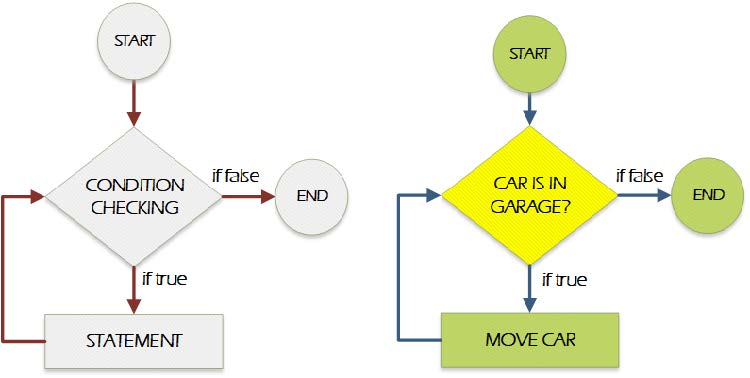 START
CONDITION
CHECKING
if false
END
if true
STATEMENT
START
CAR IS IN
GARAGE?
if false
END
if true
MOVE CAR